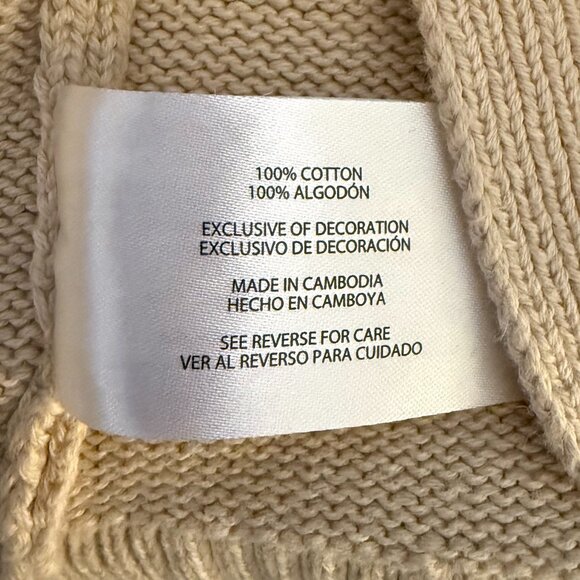 100% COTTON
100% ALGODÓN
EXCLUSIVE OF DECORATION
EXCLUSIVO DE DECORACIÓN
MADE IN CAMBODIA
HECHO EN CAMBOYA
SEE REVERSE FOR CARE
VER AL REVERSO PARA CUIDADO